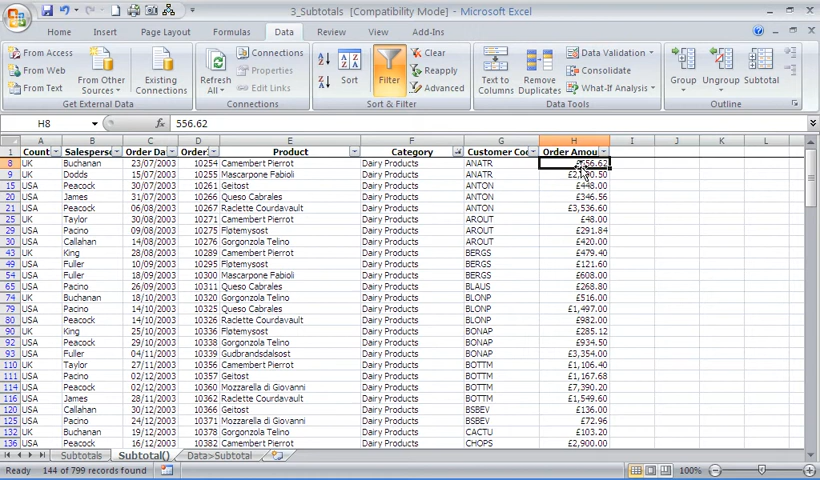 3_Subtotals [Compatibility Mode] - Microsoft Excel
Home Insert Page Layout Formulas Data Review View Add-Ins
From Access
From Web
From Text
From Other Sources
Existing Connections
Get External Data
Refresh All
Connections
Properties
Edit Links
Connections
Sort
Filter
Clear
Reapply
Advanced
Sort & Filter
Text to Columns
Remove Duplicates
Data Validation
Consolidate
What-If Analysis
Data Tools
Group
Ungroup
Subtotal
Outline
H8 fx 556.62
A B C D E F G H I J K L
1 Count Salespers Order Da Order Product Category Customer Co Order Amou
8 UK Buchanan 23/07/2003 10254 Camembert Pierrot Dairy Products ANATR £556.62
9 UK Dodds 15/07/2003 10255 Mascarpone Fabioli Dairy Products ANATR
15 USA Peacock 30/07/2003 10261 Geitost Dairy Products ANTON £448.00
20 USA James 31/07/2003 10266 Queso Cabrales Dairy Products ANTON £346.56
21 USA Peacock 06/08/2003 10267 Raclette Courdavault Dairy Products ANTON £3,536.60
25 UK Taylor 30/08/2003 10271 Camembert Pierrot Dairy Products AROUT £48.00
29 USA Pacino 29/08/2003 10275 Fløtemysost Dairy Products AROUT £291.84
30 USA Callahan 14/08/2003 10276 Gorgonzola Telino Dairy Products AROUT £420.00
43 UK King 28/08/2003 10289 Camembert Pierrot Dairy Products BERGS £479.40
49 USA Fuller 10/09/2003 10295 Fløtemysost Dairy Products BERGS £121.60
54 USA Fuller 18/09/2003 10300 Mascarpone Fabioli Dairy Products BERGS £608.00
65 USA Pacino 26/09/2003 10311 Queso Cabrales Dairy Products BLAUS £268.80
74 UK Buchanan 18/10/2003 10320 Gorgonzola Telino Dairy Products BLONP £516.00
79 USA Pacino 14/10/2003 10325 Queso Cabrales Dairy Products BLONP £1,497.00
80 USA Peacock 14/10/2003 10326 Raclette Courdavault Dairy Products BLONP £982.00
90 UK King 25/10/2003 10336 Fløtemysost Dairy Products BONAP £285.12
92 USA Peacock 29/10/2003 10338 Gorgonzola Telino Dairy Products BONAP £934.50
93 USA Fuller 04/11/2003 10339 Gudbrandsdalsost Dairy Products BONAP £3,354.00
110 UK Taylor 27/11/2003 10356 Camembert Pierrot Dairy Products BOTTM £1,106.40
111 USA Pacino 02/12/2003 10357 Geitost Dairy Products BOTTM £1,167.68
114 USA Peacock 02/12/2003 10360 Mozzarella di Giovanni Dairy Products BOTTM £7,390.20
116 USA James 28/11/2003 10362 Raclette Courdavault Dairy Products BOTTM £1,549.60
120 USA Callahan 30/12/2003 10366 Geitost Dairy Products BSBEV £136.00
125 USA Pacino 24/12/2003 10371 Mozzarella di Giovanni Dairy Products BSBEV £72.96
132 USA Peacock 27/12/2003 10378 Gorgonzola Telino Dairy Products CACTU £103.20
136 USA Peacock 16/12/2003 10382 Camembert Pierrot Dairy Products CHOPS £2,900.00
Subtotals Subtotal() Data>Subtotal
Ready 144 of 799 records found 100%